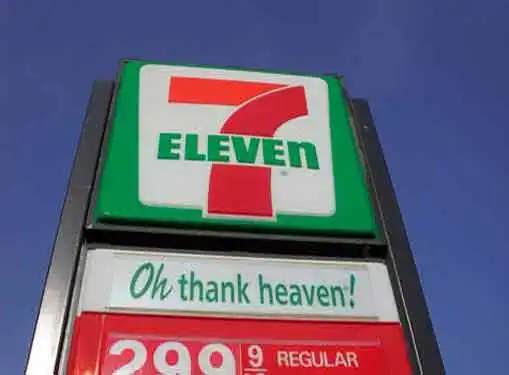 7
ELEVEn
Oh thank heaven!
299 9 REGULAR